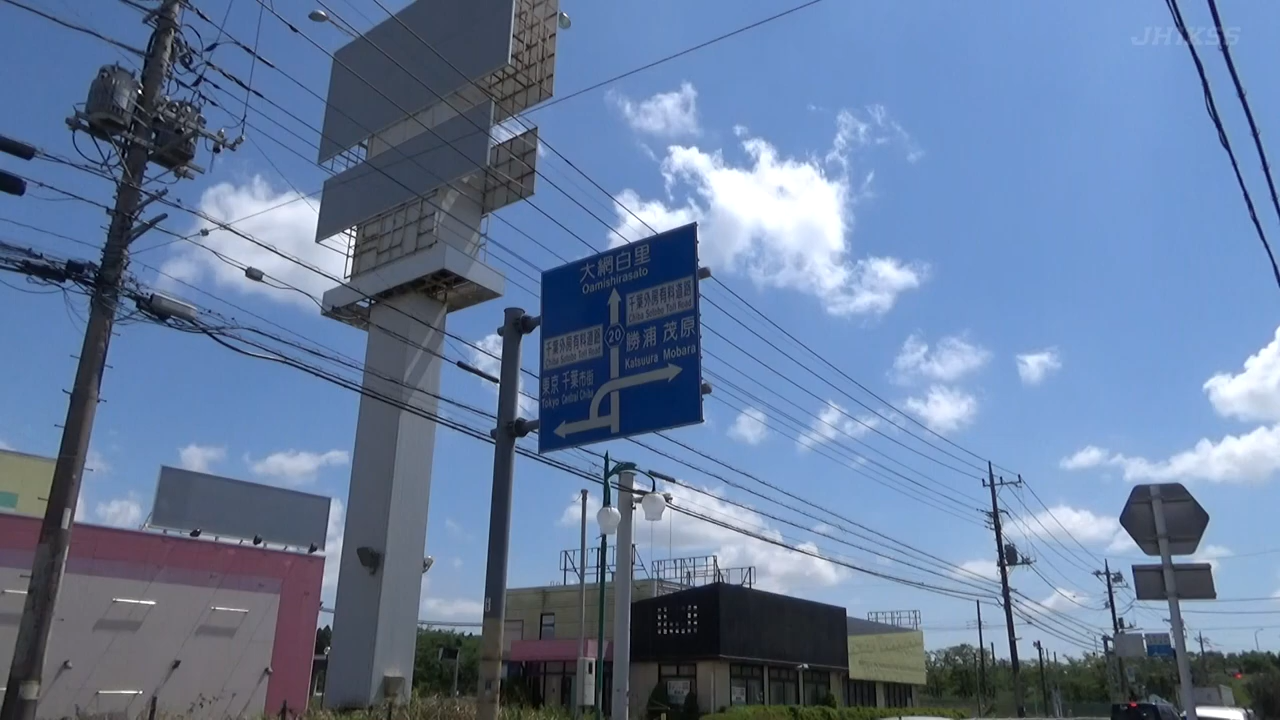 JHIKSS
大網白里
Oamishirasato
千葉外房有料道路
Chiba Sotobo Toll Road
20
千葉外房有料道路
Chiba Sotobo Toll Road
勝浦 茂原
Katsuura Mobara
東京 千葉市街
Tokyo Central Chiba